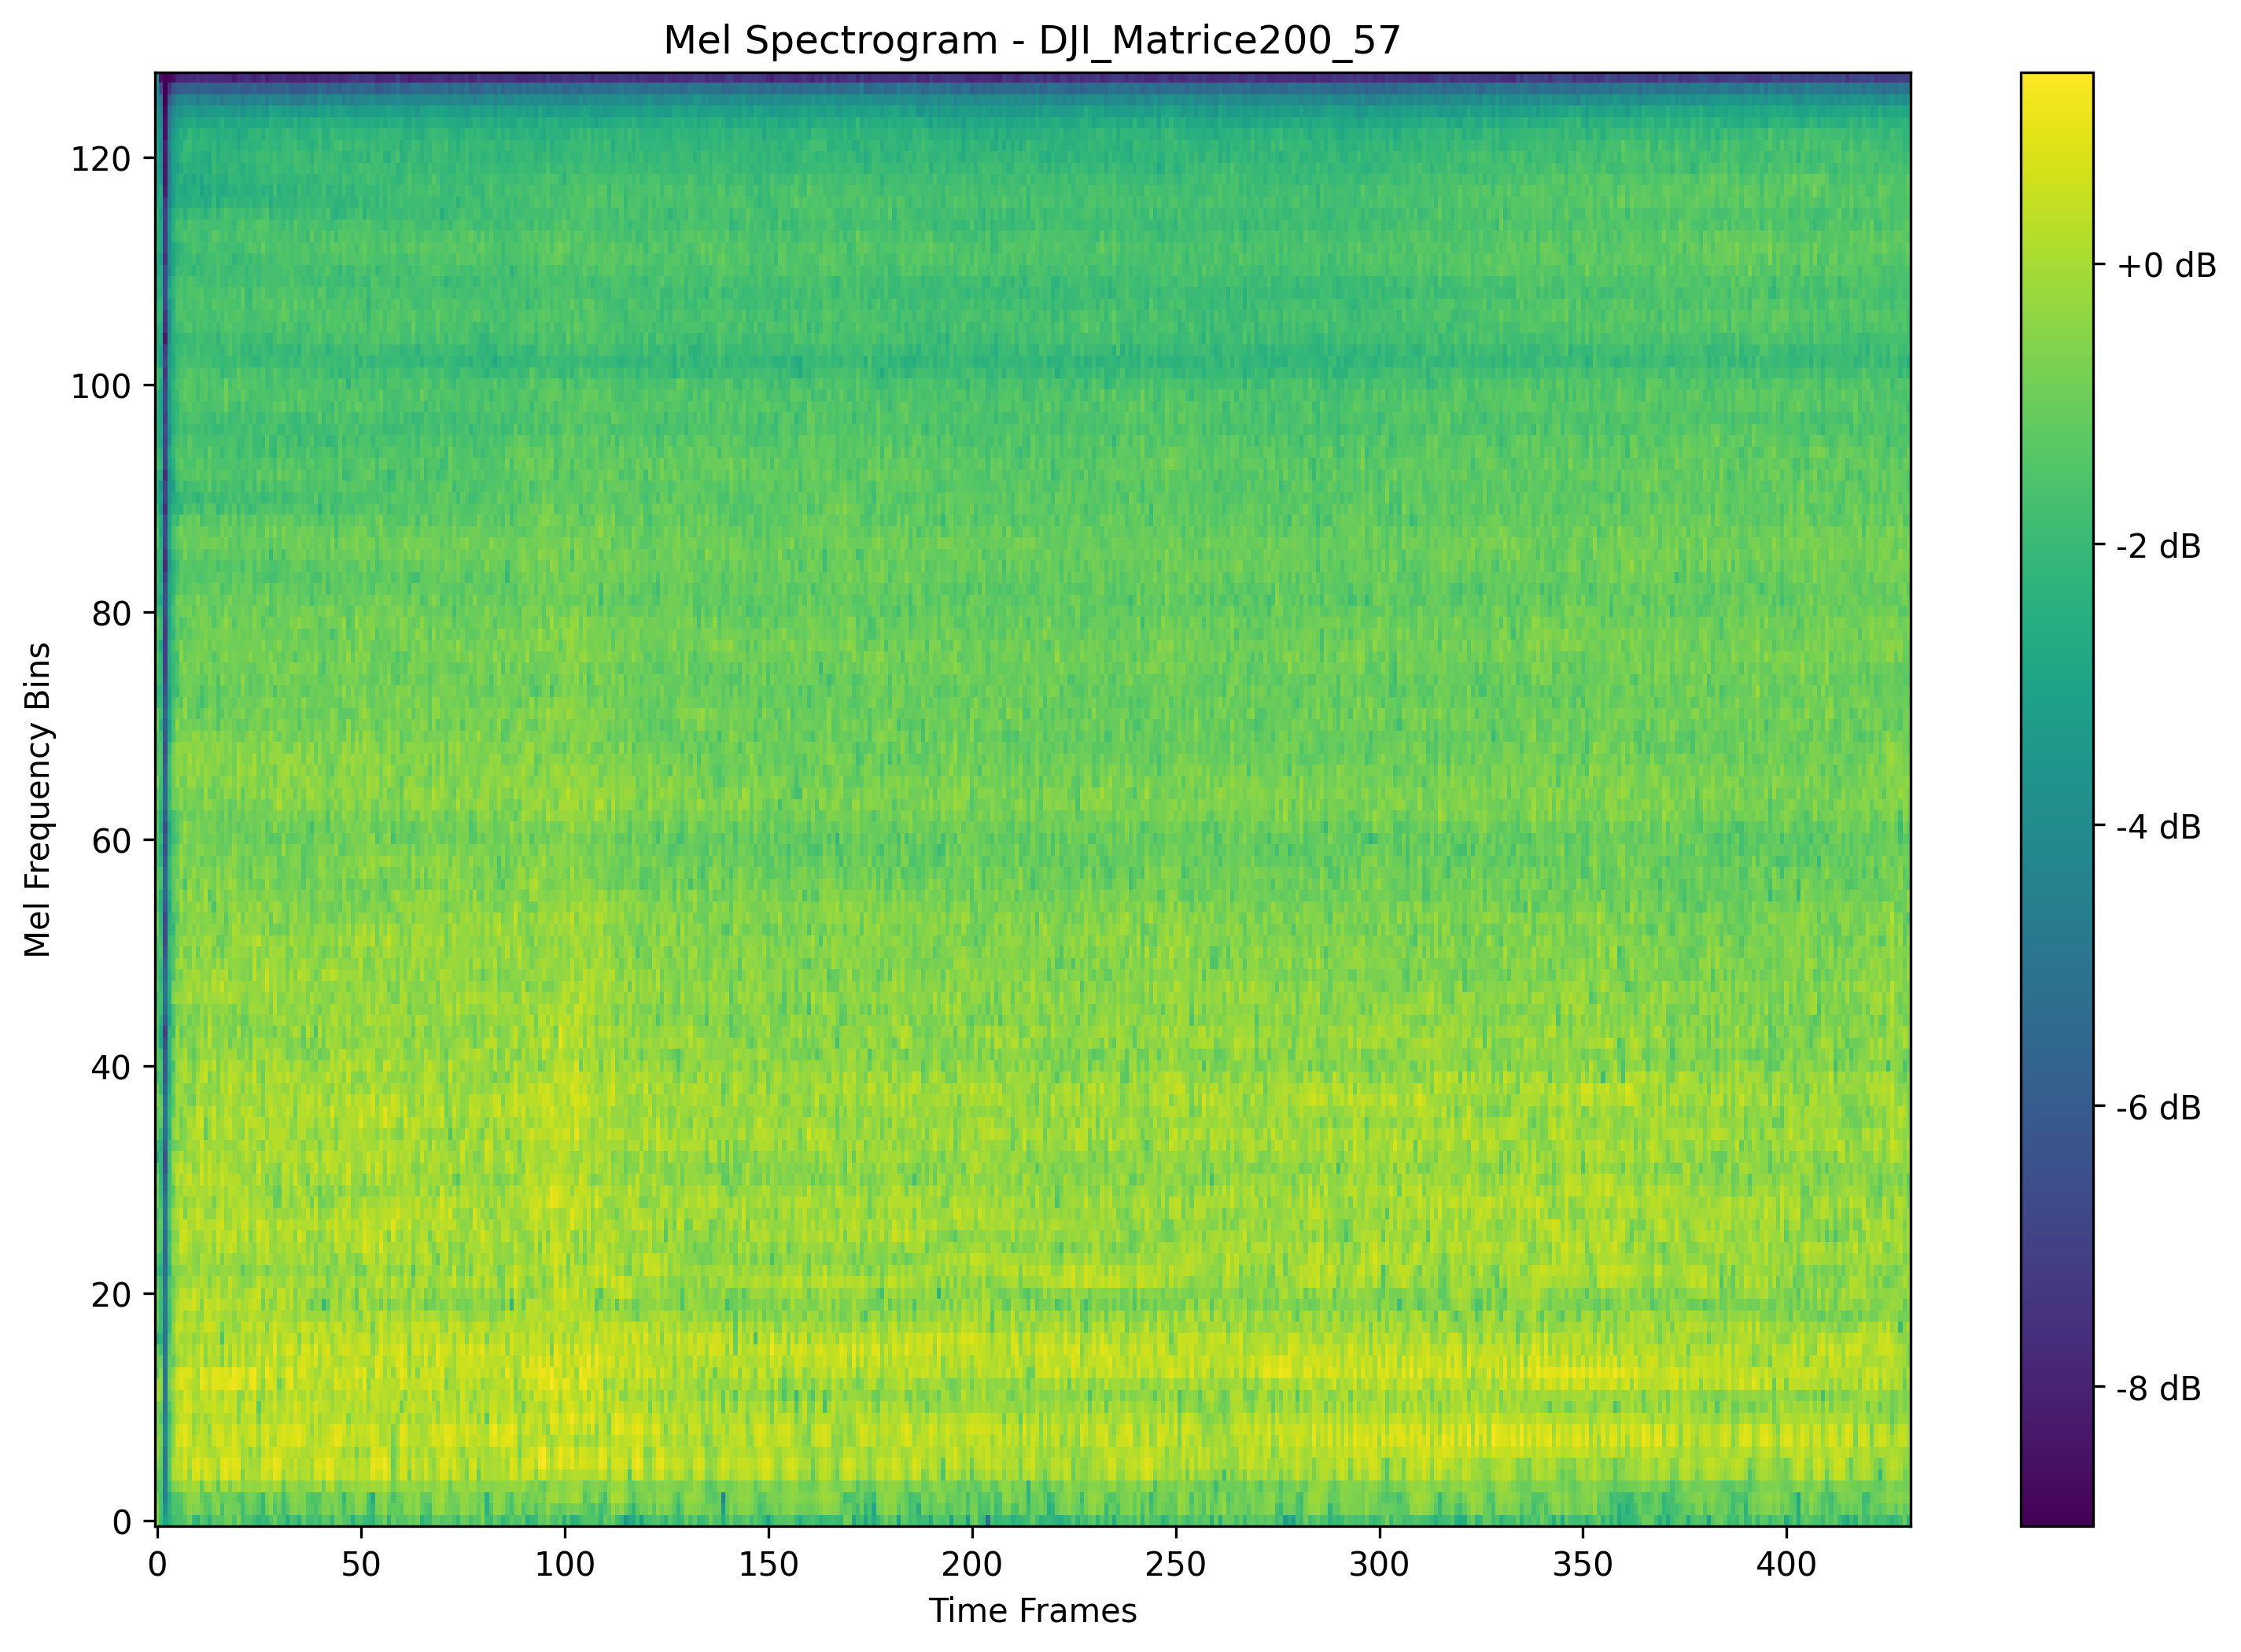 Mel Spectrogram - DJI_Matrice200_57
Mel Frequency Bins
120
100
80
60
40
20
0
0 50 100 150 200 250 300 350 400
Time Frames
+0 dB
-2 dB
-4 dB
-6 dB
-8 dB